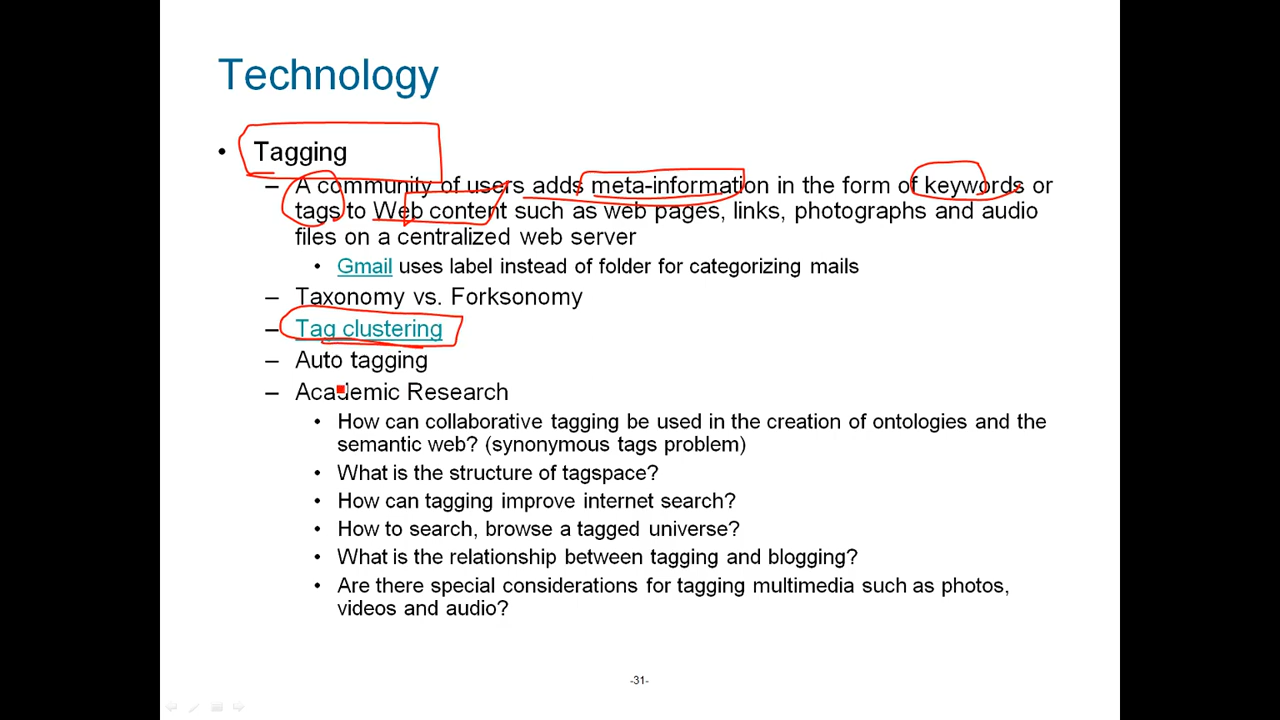 Technology
• Tagging
– A community of users adds meta-information in the form of keywords or
tags to Web content such as web pages, links, photographs and audio
files on a centralized web server
• Gmail uses label instead of folder for categorizing mails
– Taxonomy vs. Forksonomy
– Tag clustering
– Auto tagging
– Academic Research
• How can collaborative tagging be used in the creation of ontologies and the
semantic web? (synonymous tags problem)
• What is the structure of tagspace?
• How can tagging improve internet search?
• How to search, browse a tagged universe?
• What is the relationship between tagging and blogging?
• Are there special considerations for tagging multimedia such as photos,
videos and audio?
-31-